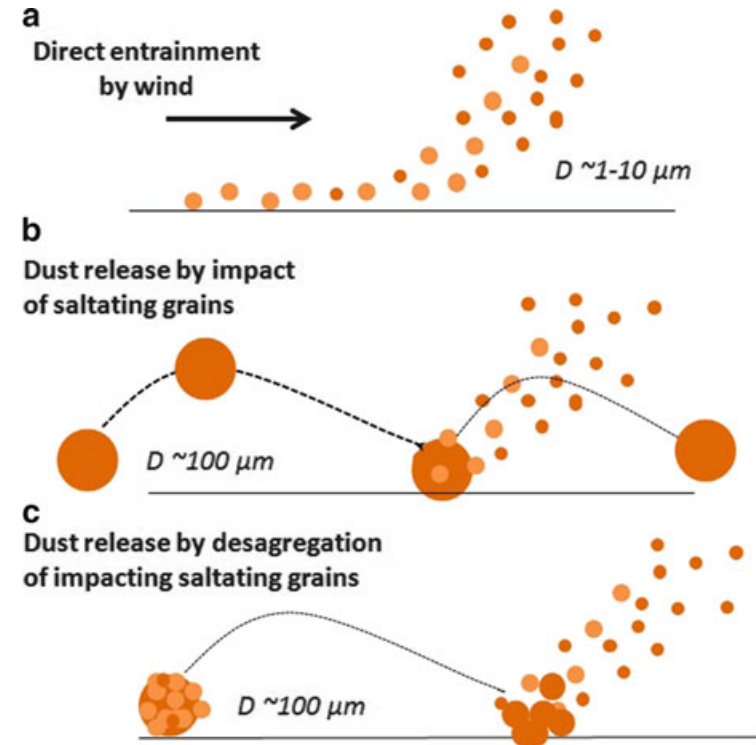 a
Direct entrainment
by wind
D ~1-10 μm
b
Dust release by impact
of saltating grains
D ~100 μm
c
Dust release by desagregation
of impacting saltating grains
D ~100 μm